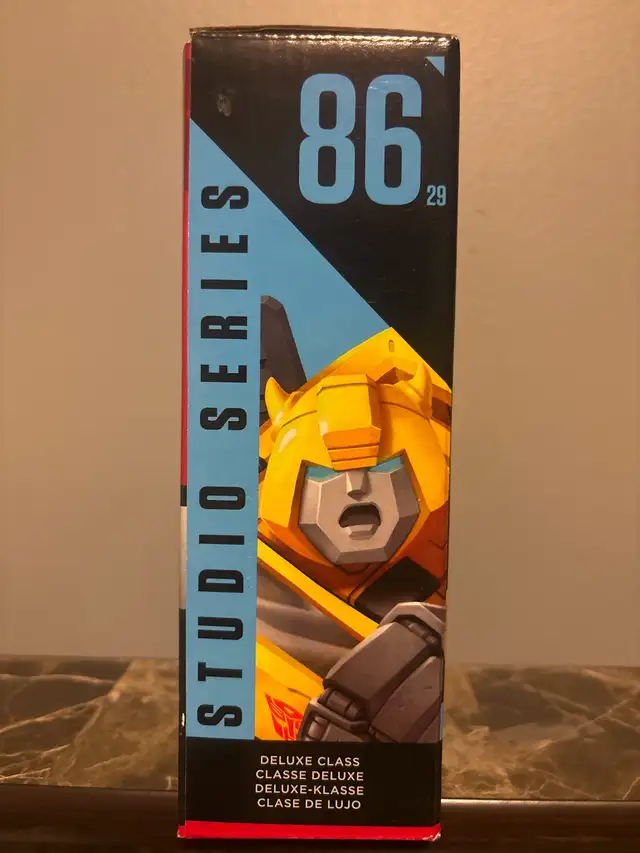 86
29
STUDIO SERIES
DELUXE CLASS
CLASSE DELUXE
DELUXE-KLASSE
CLASE DE LUJO